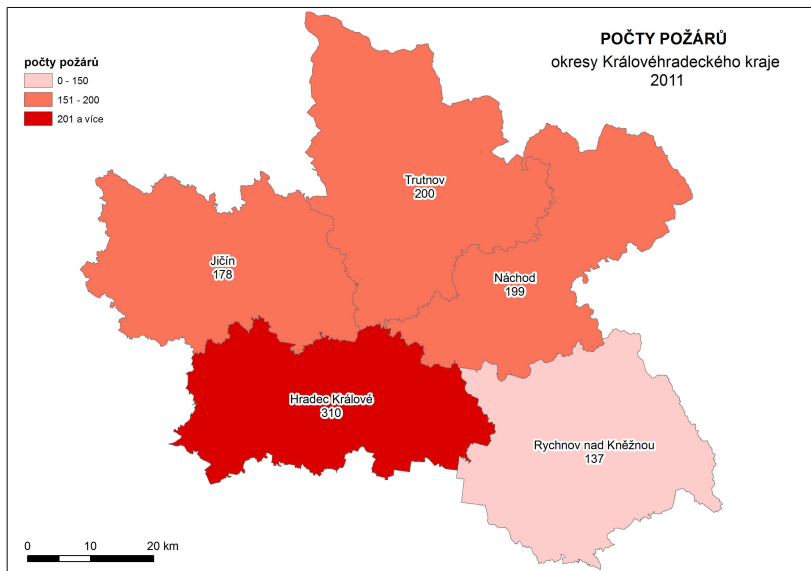 POČTY POŽÁRŮ
okresy Královéhradeckého kraje
2011
počty požárů
0 - 150
151 - 200
201 a více
Trutnov
200
Jičín
178
Náchod
199
Hradec Králové
310
Rychnov nad Kněžnou
137
0 10 20 km